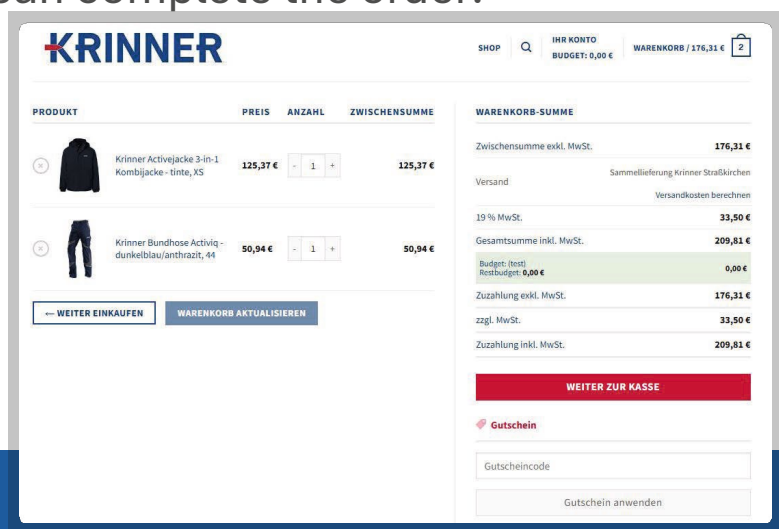 can complete the order.
KRINNER
SHOP
IHR KONTO
BUDGET: 0,00 €
WARENKORB / 176,31 €
2
PRODUKT PREIS ANZAHL ZWISCHENSUMME
Krinner Activejacke 3-in-1
Kombijacke - tinte, XS
125,37 € - 1 + 125,37 €
Krinner Bundhose Activiq -
dunkelblau/anthrazit, 44
50,94 € - 1 + 50,94 €
← WEITER EINKAUFEN WARENKORB AKTUALISIEREN
WARENKORB-SUMME
Zwischensumme exkl. MwSt. 176,31 €
Versand
Sammellieferung Krinner Straßkirchen
Versandkosten berechnen
19 % MwSt. 33,50 €
Gesamtsumme inkl. MwSt. 209,81 €
Budget: (test)
Restbudget: 0,00 €
0,00 €
Zuzahlung exkl. MwSt. 176,31 €
zzgl. MwSt. 33,50 €
Zuzahlung inkl. MwSt. 209,81 €
WEITER ZUR KASSE
Gutschein
Gutscheincode
Gutschein anwenden